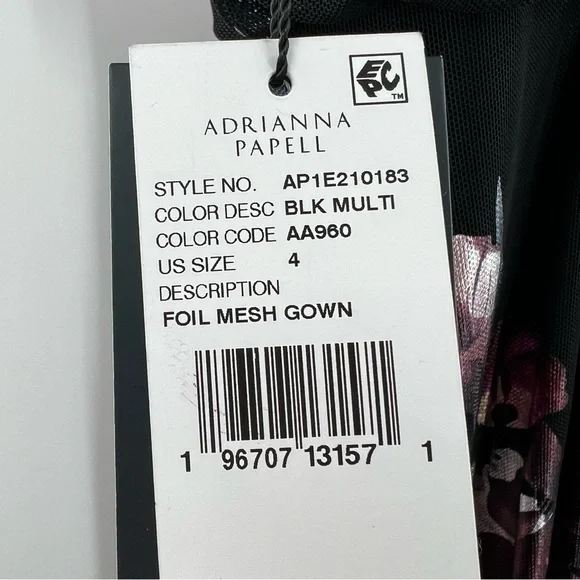 EPC
TM
ADRIANNA
PAPELL
STYLE NO. AP1E210183
COLOR DESC BLK MULTI
COLOR CODE AA960
US SIZE 4
DESCRIPTION
FOIL MESH GOWN
1 96707 13157 1